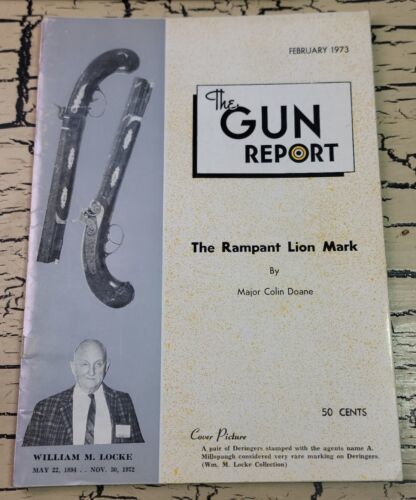 FEBRUARY 1973
The
GUN
REPORT
The Rampant Lion Mark
By
Major Colin Doane
50 CENTS
Cover Picture
A pair of Deringers stamped with the agents name A.
Millspaugh considered very rare marking on Deringers.
(Wm. M. Locke Collection)
WILLIAM M. LOCKE
MAY 22, 1894 . . NOV. 30, 1972